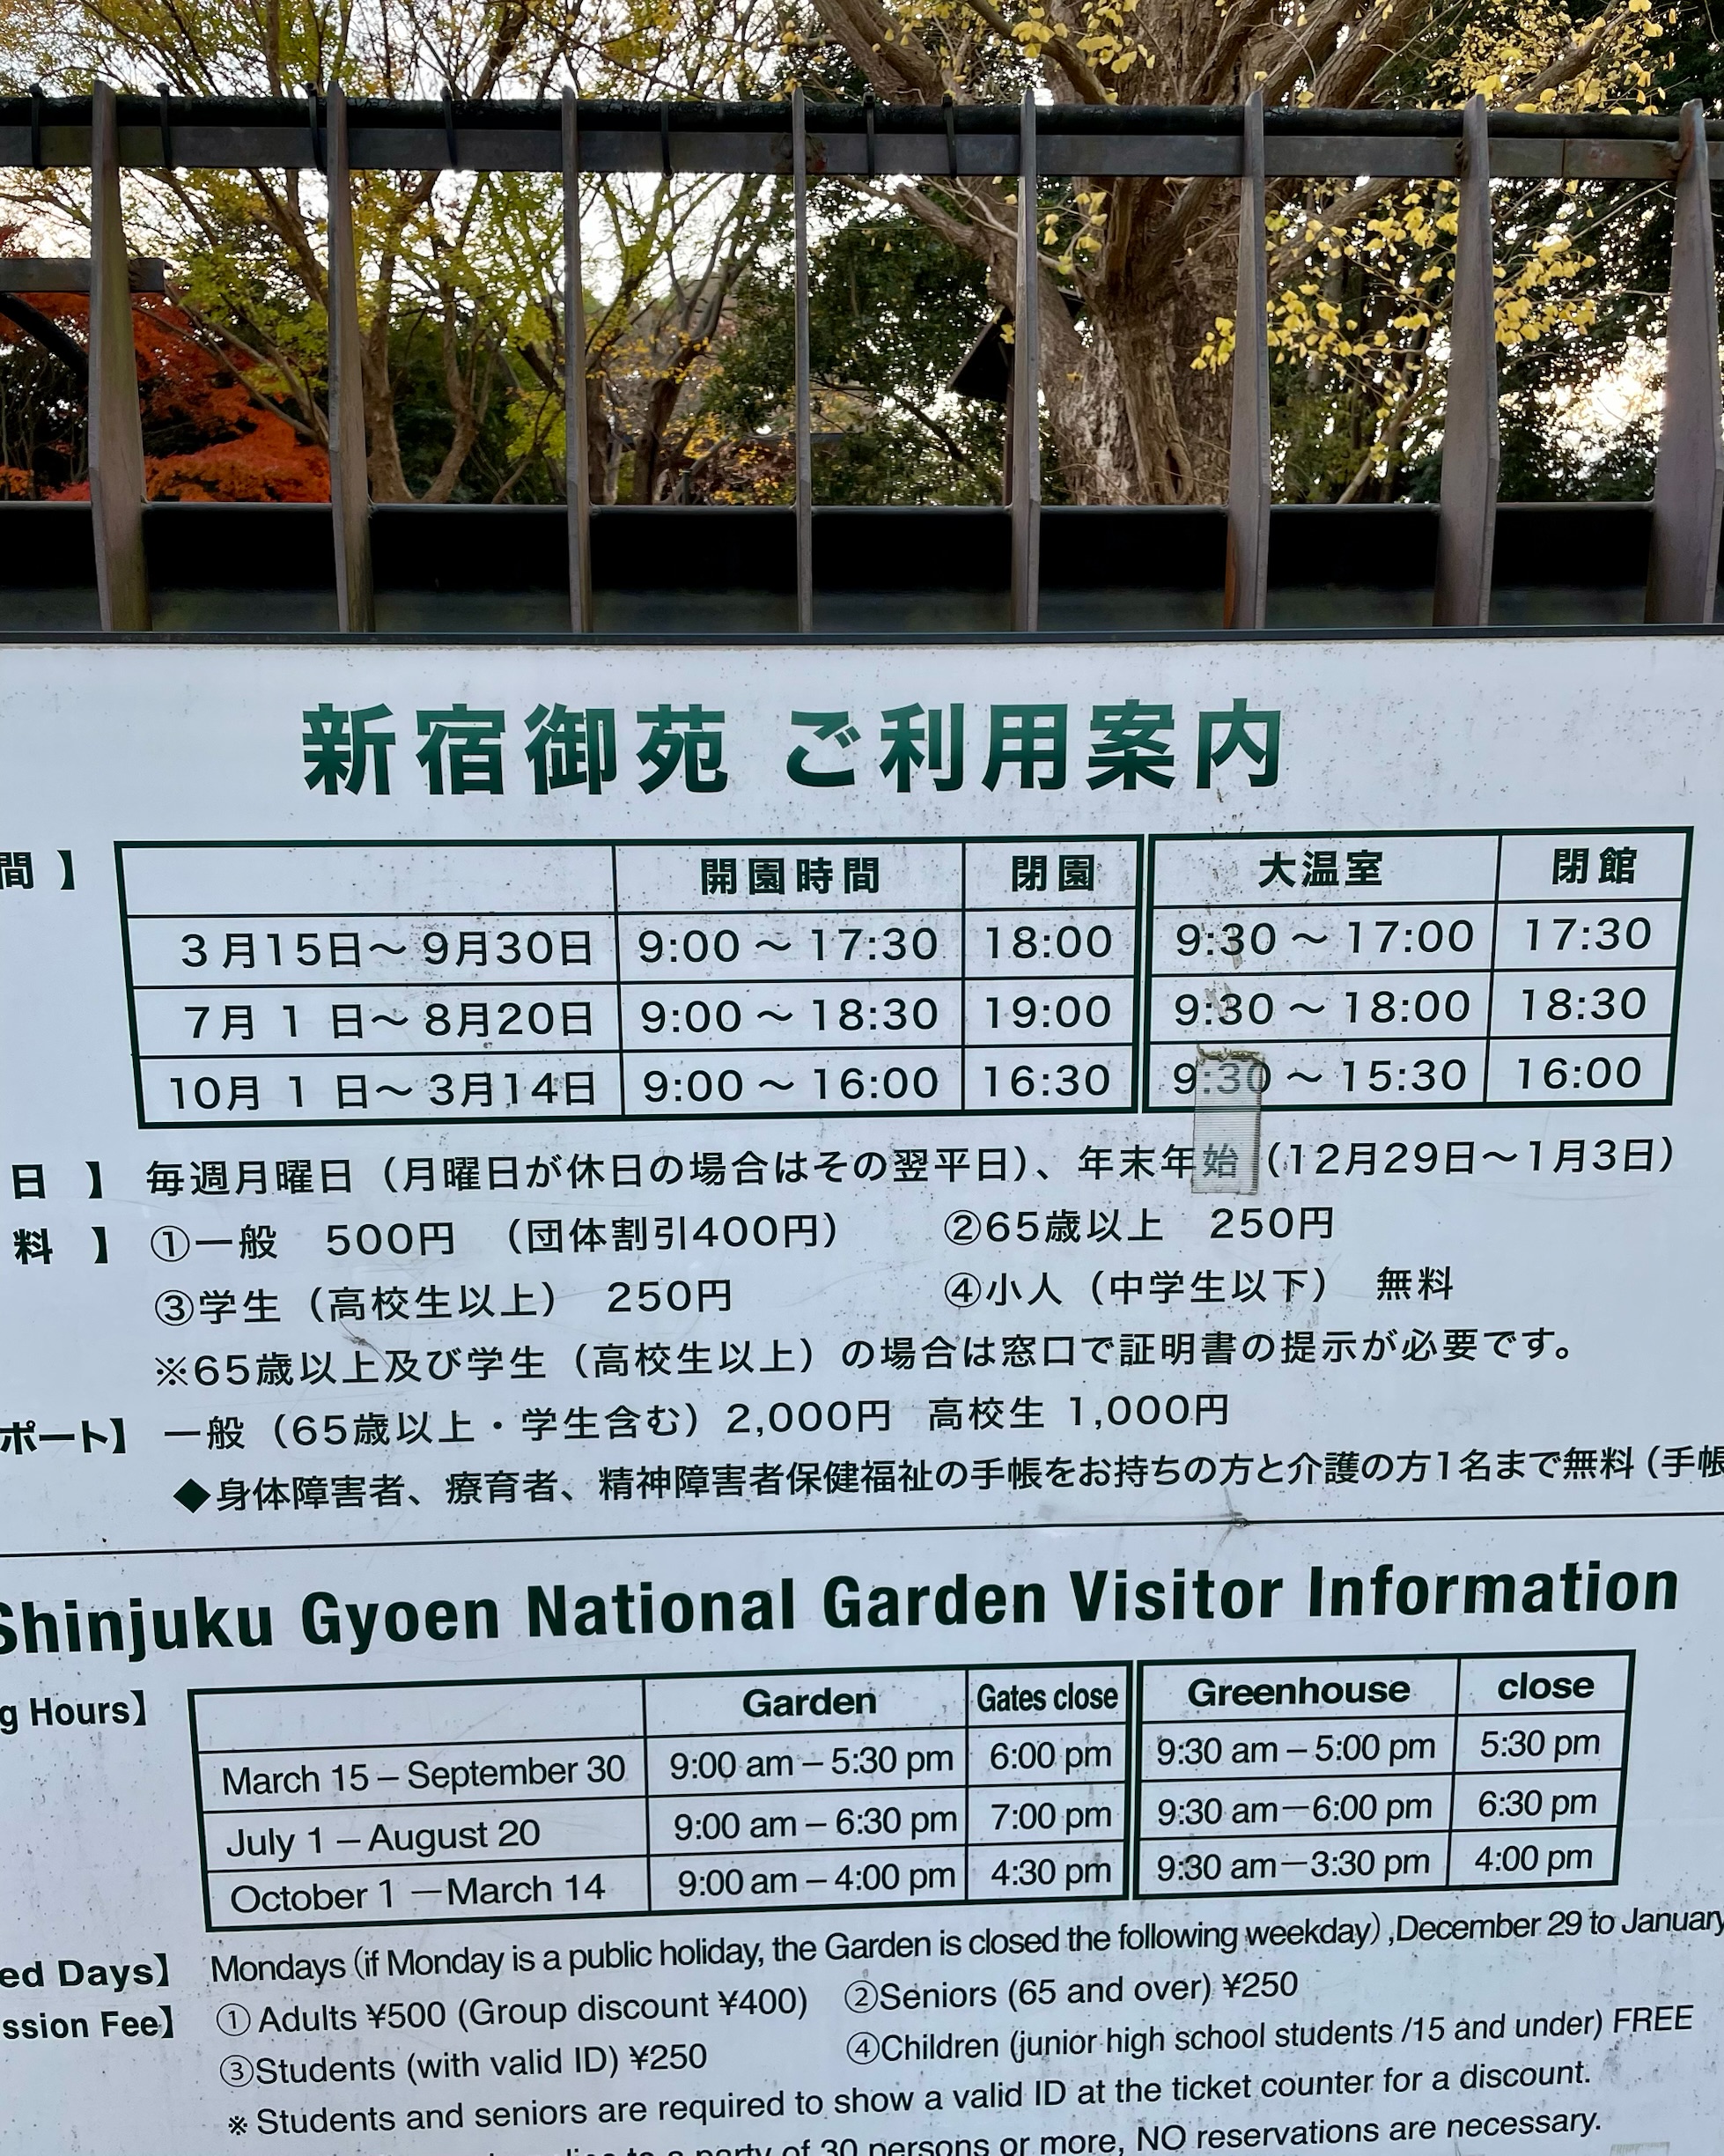 新宿御苑 ご利用案内
間 】 開園時間 閉園 大温室 閉館
3月15日～9月30日 9:00～17:30 18:00 9:30～17:00 17:30
7月1日～8月20日 9:00～18:30 19:00 9:30～18:00 18:30
10月1日～3月14日 9:00～16:00 16:30 9:30～15:30 16:00
日 】 毎週月曜日（月曜日が休日の場合はその翌平日）、年末年始（12月29日～1月3日）
料 】 ①一般 500円 （団体割引400円） ②65歳以上 250円
③学生（高校生以上） 250円 ④小人（中学生以下） 無料
※65歳以上及び学生（高校生以上）の場合は窓口で証明書の提示が必要です。
ポート】 一般（65歳以上・学生含む）2,000円 高校生 1,000円
◆身体障害者、療育者、精神障害者保健福祉の手帳をお持ちの方と介護の方1名まで無料（手帳
Shinjuku Gyoen National Garden Visitor Information
g Hours】 Garden Gates close Greenhouse close
March 15 – September 30 9:00 am – 5:30 pm 6:00 pm 9:30 am – 5:00 pm 5:30 pm
July 1 – August 20 9:00 am – 6:30 pm 7:00 pm 9:30 am—6:00 pm 6:30 pm
October 1 —March 14 9:00 am – 4:00 pm 4:30 pm 9:30 am—3:30 pm 4:00 pm
ed Days】 Mondays (if Monday is a public holiday, the Garden is closed the following weekday) ,December 29 to January
ssion Fee】 ① Adults ¥500 (Group discount ¥400) ②Seniors (65 and over) ¥250
③Students (with valid ID) ¥250 ④Children (junior high school students /15 and under) FREE
※ Students and seniors are required to show a valid ID at the ticket counter for a discount.
to a party of 30 persons or more, NO reservations are necessary.